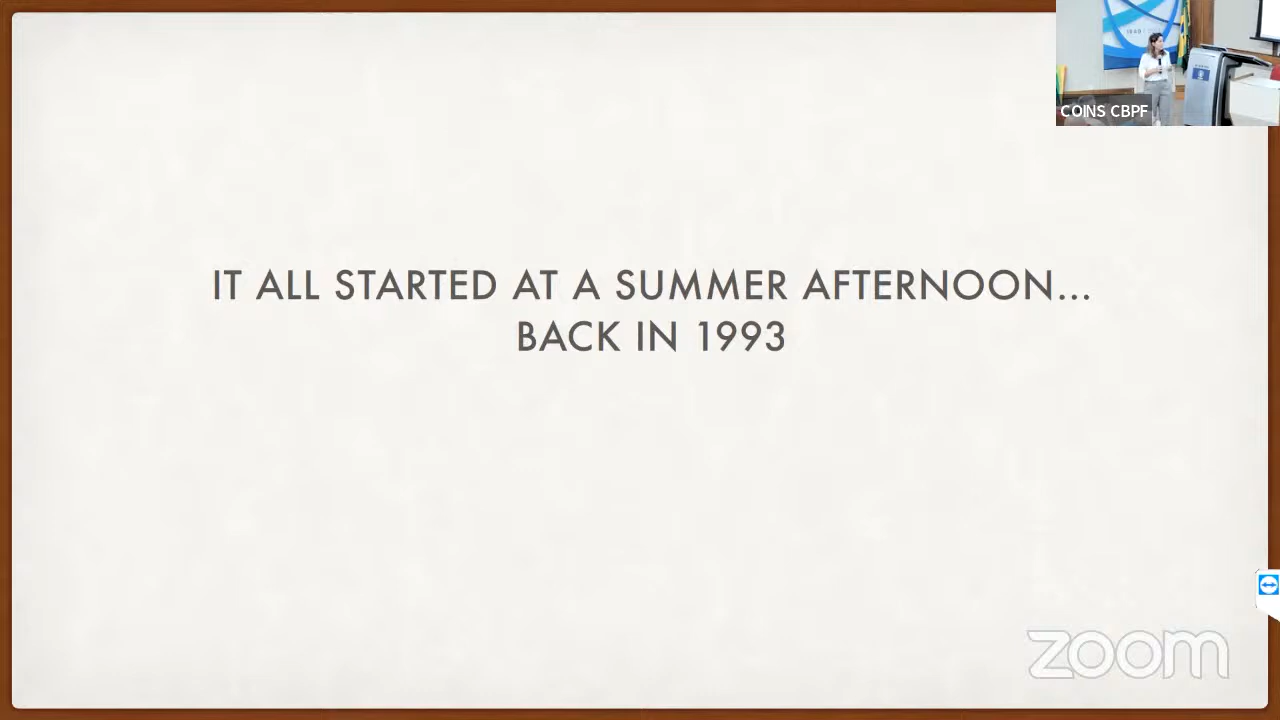 IT ALL STARTED AT A SUMMER AFTERNOON...
BACK IN 1993
COINS CBPF
zoom